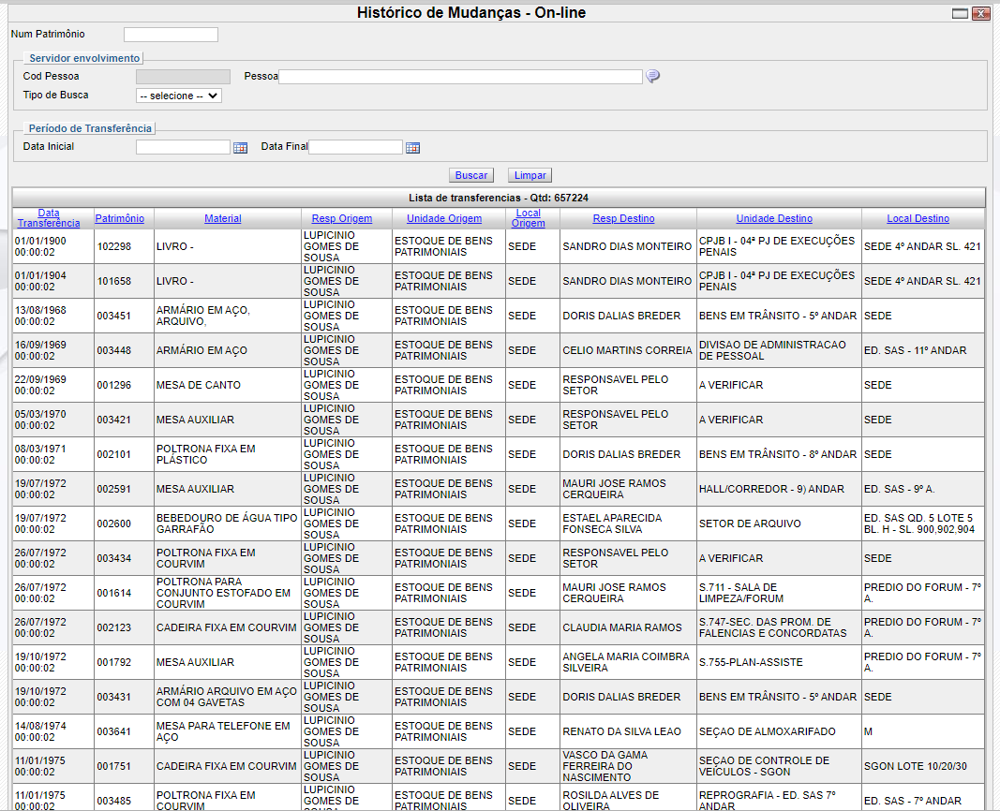 Histórico de Mudanças - On-line
Num Patrimônio
Servidor envolvimento
Cod Pessoa Pessoa
Tipo de Busca -- selecione --
Período de Transferência
Data Inicial Data Final
Buscar Limpar
Lista de transferencias - Qtd: 657224
Data Transferência Patrimônio Material Resp Origem Unidade Origem Local Origem Resp Destino Unidade Destino Local Destino
01/01/1900 00:00:02 102298 LIVRO - LUPICINIO GOMES DE SOUSA ESTOQUE DE BENS PATRIMONIAIS SEDE SANDRO DIAS MONTEIRO CPJB I - 04ª PJ DE EXECUÇÕES PENAIS SEDE 4º ANDAR SL. 421
01/01/1904 00:00:02 101658 LIVRO - LUPICINIO GOMES DE SOUSA ESTOQUE DE BENS PATRIMONIAIS SEDE SANDRO DIAS MONTEIRO CPJB I - 04ª PJ DE EXECUÇÕES PENAIS SEDE 4º ANDAR SL. 421
13/08/1968 00:00:02 003451 ARMÁRIO EM AÇO, ARQUIVO, LUPICINIO GOMES DE SOUSA ESTOQUE DE BENS PATRIMONIAIS SEDE DORIS DALIAS BREDER BENS EM TRÂNSITO - 5º ANDAR SEDE
16/09/1969 00:00:02 003448 ARMÁRIO EM AÇO LUPICINIO GOMES DE SOUSA ESTOQUE DE BENS PATRIMONIAIS SEDE CELIO MARTINS CORREIA DIVISAO DE ADMINISTRACAO DE PESSOAL ED. SAS - 11º ANDAR
22/09/1969 00:00:02 001296 MESA DE CANTO LUPICINIO GOMES DE SOUSA ESTOQUE DE BENS PATRIMONIAIS SEDE RESPONSAVEL PELO SETOR A VERIFICAR SEDE
05/03/1970 00:00:02 003421 MESA AUXILIAR LUPICINIO GOMES DE SOUSA ESTOQUE DE BENS PATRIMONIAIS SEDE RESPONSAVEL PELO SETOR A VERIFICAR SEDE
08/03/1971 00:00:02 002101 POLTRONA FIXA EM PLÁSTICO LUPICINIO GOMES DE SOUSA ESTOQUE DE BENS PATRIMONIAIS SEDE DORIS DALIAS BREDER BENS EM TRÂNSITO - 8º ANDAR SEDE
19/07/1972 00:00:02 002591 MESA AUXILIAR LUPICINIO GOMES DE SOUSA ESTOQUE DE BENS PATRIMONIAIS SEDE MAURI JOSE RAMOS CERQUEIRA HALL/CORREDOR - 9) ANDAR ED. SAS - 9º A.
19/07/1972 00:00:02 002600 BEBEDOURO DE ÁGUA TIPO GARRAFÃO LUPICINIO GOMES DE SOUSA ESTOQUE DE BENS PATRIMONIAIS SEDE ESTAEL APARECIDA FONSECA SILVA SETOR DE ARQUIVO ED. SAS QD. 5 LOTE 5 BL. H - SL. 900,902,904
26/07/1972 00:00:02 003434 POLTRONA FIXA EM COURVIM LUPICINIO GOMES DE SOUSA ESTOQUE DE BENS PATRIMONIAIS SEDE RESPONSAVEL PELO SETOR A VERIFICAR SEDE
26/07/1972 00:00:02 001614 POLTRONA PARA CONJUNTO ESTOFADO EM COURVIM LUPICINIO GOMES DE SOUSA ESTOQUE DE BENS PATRIMONIAIS SEDE MAURI JOSE RAMOS CERQUEIRA S.711 - SALA DE LIMPEZA/FORUM PREDIO DO FORUM - 7º A.
26/07/1972 00:00:02 002123 CADEIRA FIXA EM COURVIM LUPICINIO GOMES DE SOUSA ESTOQUE DE BENS PATRIMONIAIS SEDE CLAUDIA MARIA RAMOS S.747-SEC. DAS PROM. DE FALENCIAS E CONCORDATAS PREDIO DO FORUM - 7º A.
19/10/1972 00:00:02 001792 MESA AUXILIAR LUPICINIO GOMES DE SOUSA ESTOQUE DE BENS PATRIMONIAIS SEDE ANGELA MARIA COIMBRA SILVEIRA S.755-PLAN-ASSISTE PREDIO DO FORUM - 7º A.
19/10/1972 00:00:02 003431 ARMÁRIO ARQUIVO EM AÇO COM 04 GAVETAS LUPICINIO GOMES DE SOUSA ESTOQUE DE BENS PATRIMONIAIS SEDE DORIS DALIAS BREDER BENS EM TRÂNSITO - 5º ANDAR SEDE
14/08/1974 00:00:02 003641 MESA PARA TELEFONE EM AÇO LUPICINIO GOMES DE SOUSA ESTOQUE DE BENS PATRIMONIAIS SEDE RENATO DA SILVA LEAO SEÇAO DE ALMOXARIFADO M
11/01/1975 00:00:02 001751 CADEIRA FIXA EM COURVIM LUPICINIO GOMES DE SOUSA ESTOQUE DE BENS PATRIMONIAIS SEDE VASCO DA GAMA FERREIRA DO NASCIMENTO SEÇAO DE CONTROLE DE VEÍCULOS - SGON SGON LOTE 10/20/30
11/01/1975 00:00:02 003485 POLTRONA FIXA EM COURVIM LUPICINIO GOMES DE SOUSA ESTOQUE DE BENS PATRIMONIAIS SEDE ROSILDA ALVES DE OLIVEIRA REPROGRAFIA - ED. SAS 7º ANDAR ED. SAS - 7º ANDAR